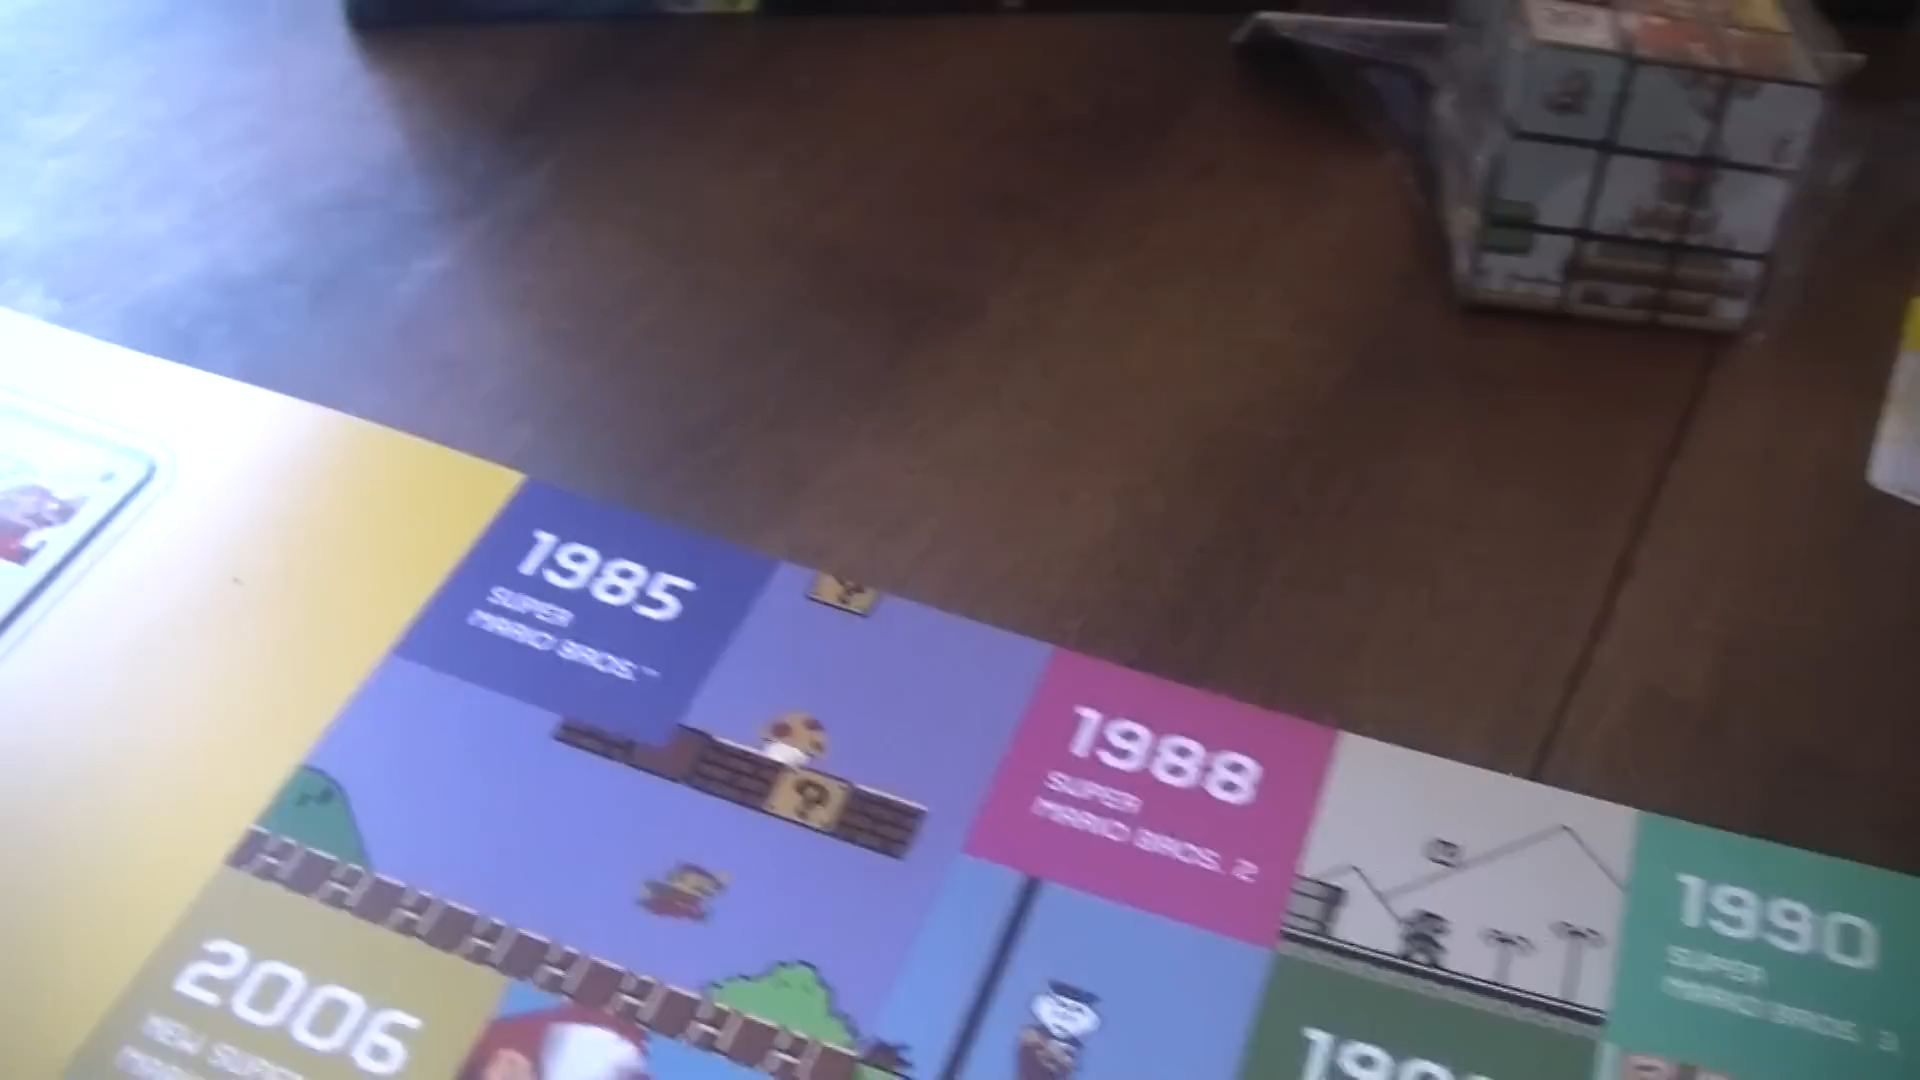 1985
SUPER
MARIO BROS.™
?
?
1988
SUPER
MARIO BROS. 2
1990
SUPER
MARIO BROS. 3
2006
NEW SUPER